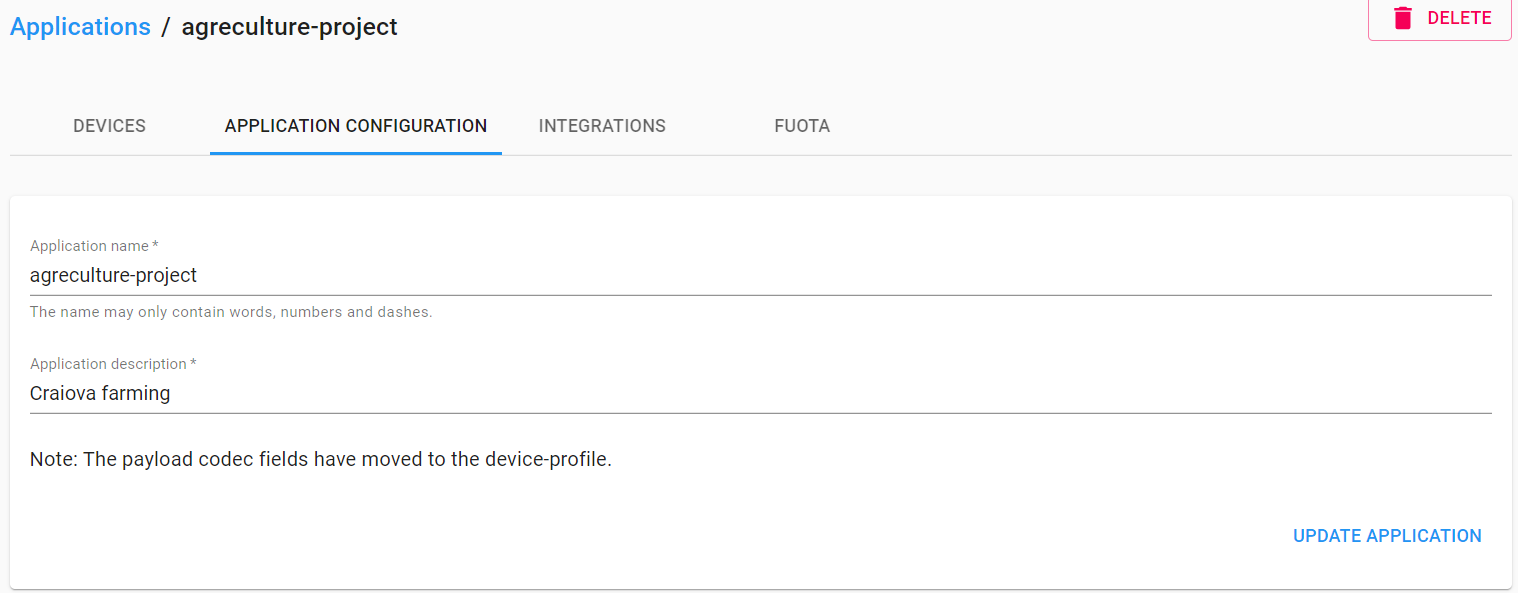 Applications / agreculture-project
DELETE
DEVICES APPLICATION CONFIGURATION INTEGRATIONS FUOTA
Application name *
agreculture-project
The name may only contain words, numbers and dashes.
Application description *
Craiova farming
Note: The payload codec fields have moved to the device-profile.
UPDATE APPLICATION